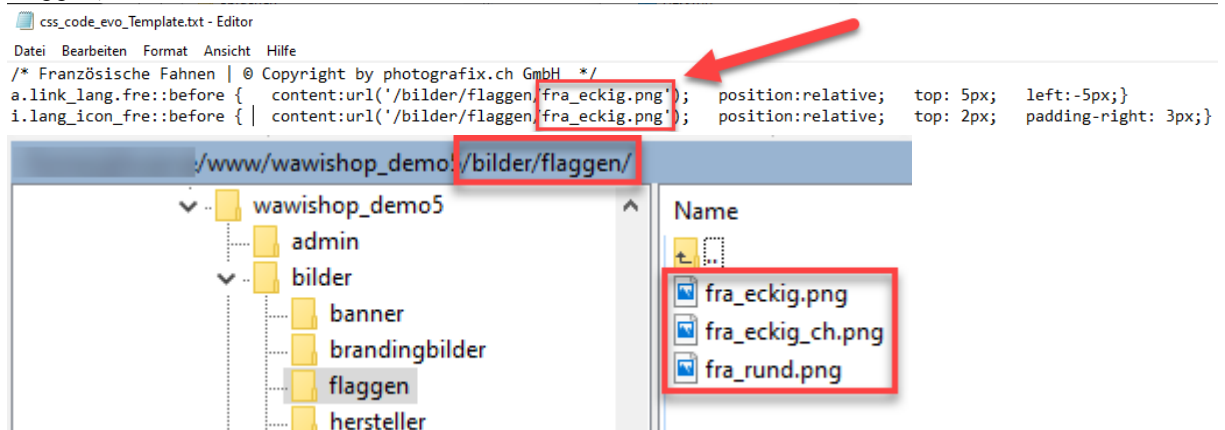 css_code_evo_Template.txt - Editor
Datei Bearbeiten Format Ansicht Hilfe
/* Französische Fahnen | © Copyright by photografix.ch GmbH */
a.link_lang.fre::before { content:url('/bilder/flaggen/fra_eckig.png'); position:relative; top: 5px; left:-5px;}
i.lang_icon_fre::before { content:url('/bilder/flaggen/fra_eckig.png'); position:relative; top: 2px; padding-right: 3px;}
:/www/wawishop_demo5/bilder/flaggen/
wawishop_demo5
admin
bilder
banner
brandingbilder
flaggen
hersteller
Name
..
fra_eckig.png
fra_eckig_ch.png
fra_rund.png